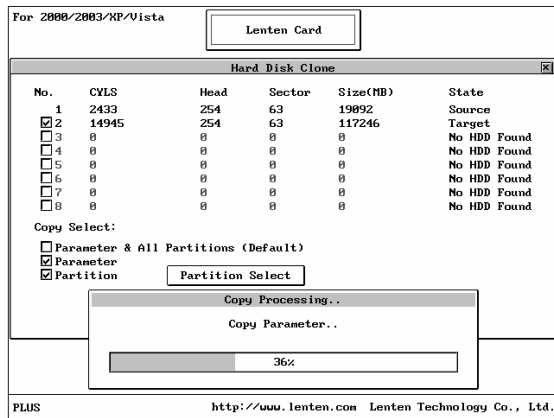 For 2000/2003/XP/Vista
Lenten Card
Hard Disk Clone
No. CYLS Head Sector Size(MB) State
1 2433 254 63 19092 Source
2 14945 254 63 117246 Target
3 0 0 0 0 No HDD Found
4 0 0 0 0 No HDD Found
5 0 0 0 0 No HDD Found
6 0 0 0 0 No HDD Found
7 0 0 0 0 No HDD Found
8 0 0 0 0 No HDD Found
Copy Select:
Parameter & All Partitions (Default)
Parameter
Partition Partition Select
Copy Processing..
Copy Parameter..
36%
PLUS http://www.lenten.com Lenten Technology Co., Ltd.